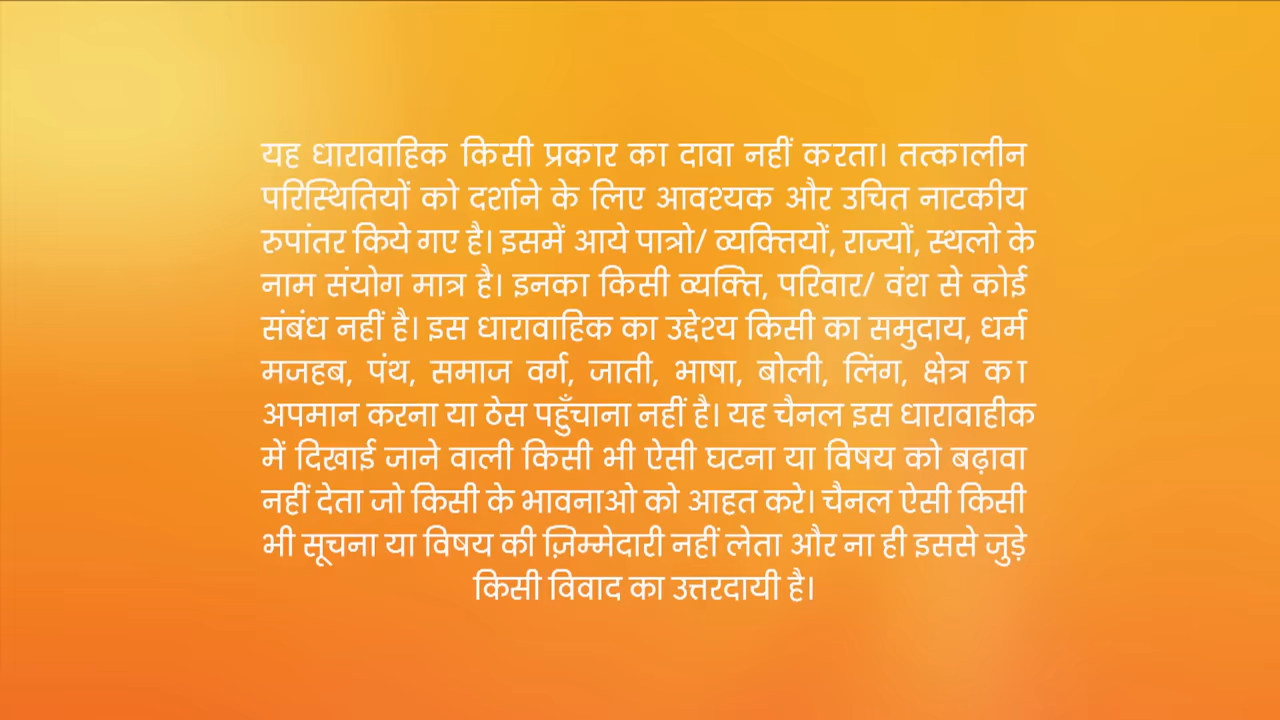 यह धारावाहिक किसी प्रकार का दावा नहीं करता। तत्कालीन
परिस्थितियों को दर्शाने के लिए आवश्यक और उचित नाटकीय
रुपांतर किये गए है। इसमें आये पात्रो/ व्यक्तियों, राज्यों, स्थलो के
नाम संयोग मात्र है। इनका किसी व्यक्ति, परिवार/ वंश से कोई
संबंध नहीं है। इस धारावाहिक का उद्देश्य किसी का समुदाय, धर्म
मजहब, पंथ, समाज वर्ग, जाती, भाषा, बोली, लिंग, क्षेत्र का
अपमान करना या ठेस पहुँचाना नहीं है। यह चैनल इस धारावाहीक
में दिखाई जाने वाली किसी भी ऐसी घटना या विषय को बढ़ावा
नहीं देता जो किसी के भावनाओ को आहत करे। चैनल ऐसी किसी
भी सूचना या विषय की ज़िम्मेदारी नहीं लेता और ना ही इससे जुड़े
किसी विवाद का उत्तरदायी है।